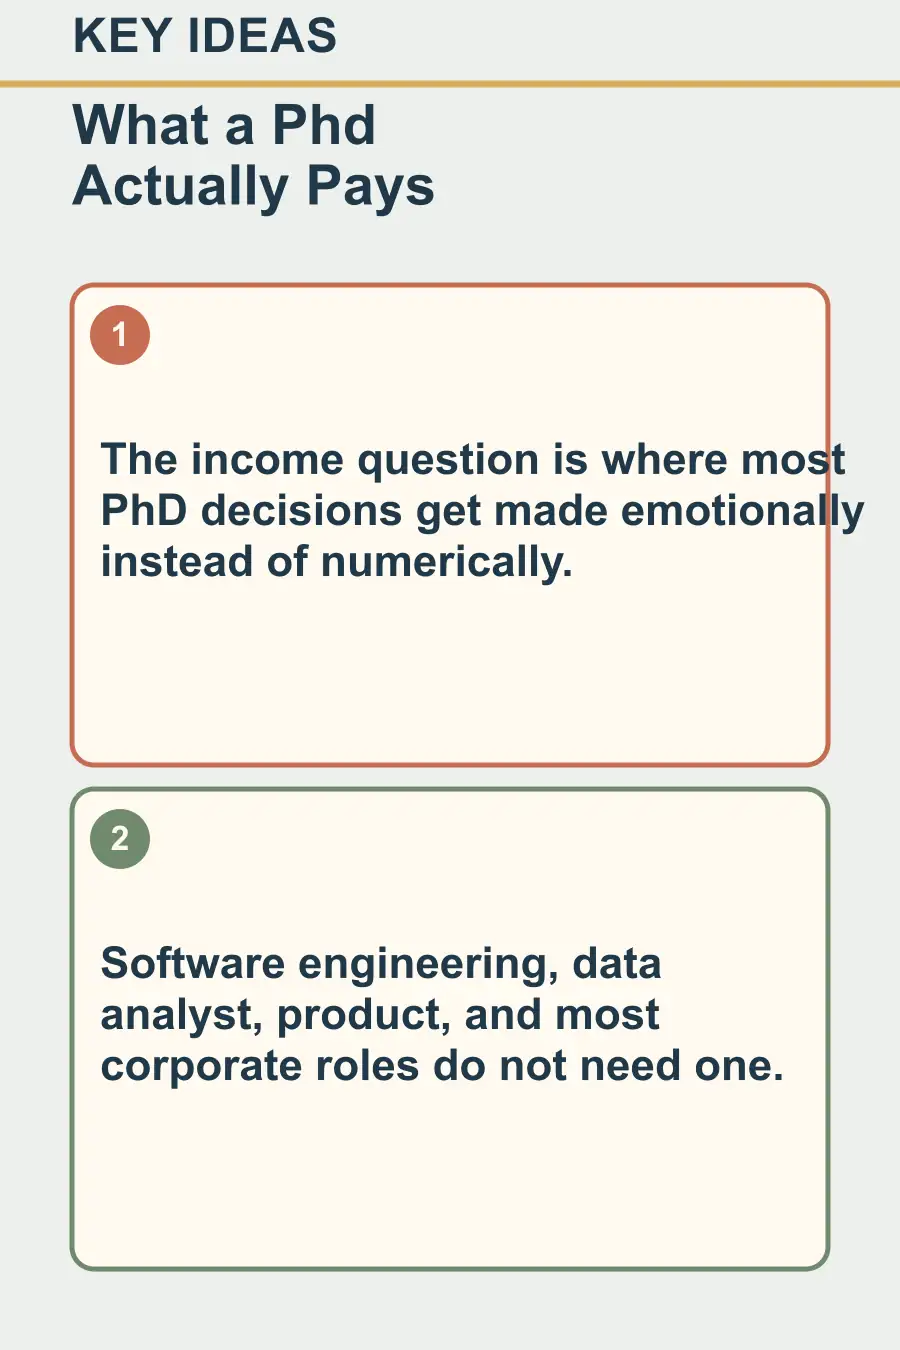 KEY IDEAS
What a Phd
Actually Pays
1
The income question is where most
PhD decisions get made emotionally
instead of numerically.
2
Software engineering, data
analyst, product, and most
corporate roles do not need one.